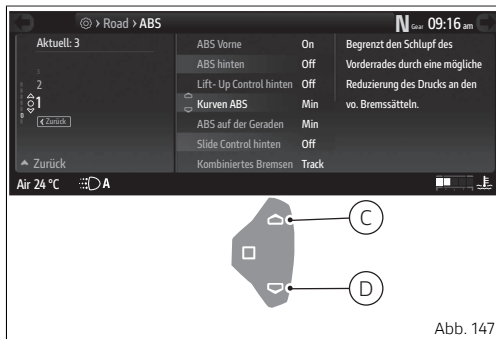 Road > ABS
N Gear 09:16 am
Aktuell: 3
3
2
1
Zurück
Zurück
ABS Vorne On
ABS hinten Off
Lift- Up Control hinten Off
Kurven ABS Min
ABS auf der Geraden Min
Slide Control hinten Off
Kombiniertes Bremsen Track
Begrenzt den Schlupf des
Vorderrades durch eine mögliche
Reduzierung des Drucks an den
vo. Bremssätteln.
Air 24 °C A
C
D
Abb. 147